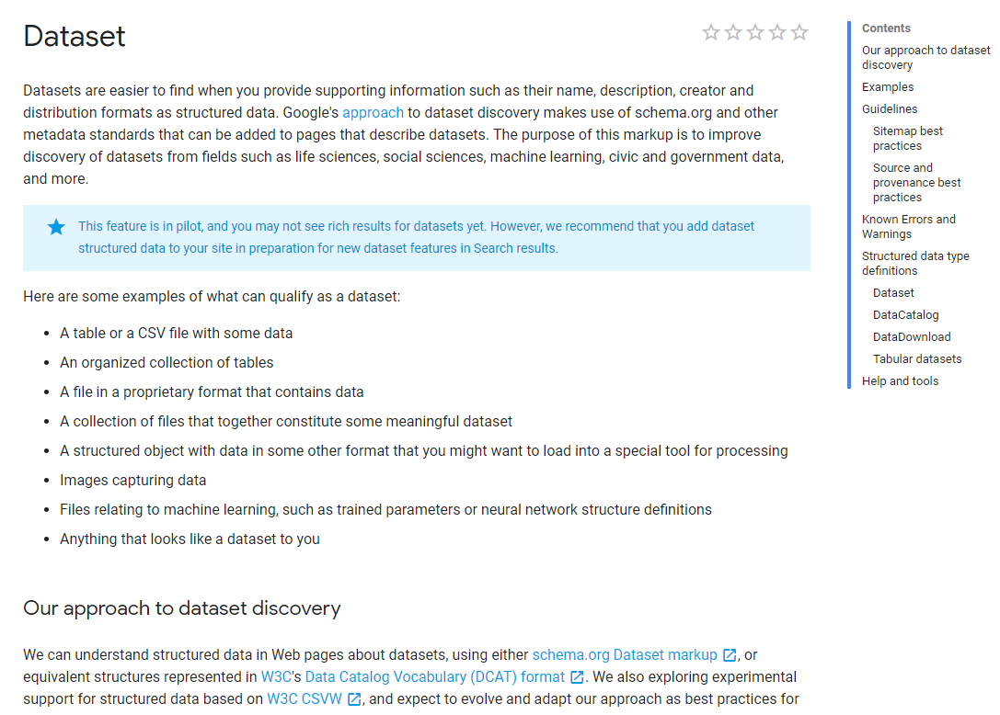 Dataset
Datasets are easier to find when you provide supporting information such as their name, description, creator and
distribution formats as structured data. Google's approach to dataset discovery makes use of schema.org and other
metadata standards that can be added to pages that describe datasets. The purpose of this markup is to improve
discovery of datasets from fields such as life sciences, social sciences, machine learning, civic and government data,
and more.
This feature is in pilot, and you may not see rich results for datasets yet. However, we recommend that you add dataset
structured data to your site in preparation for new dataset features in Search results.
Here are some examples of what can qualify as a dataset:
• A table or a CSV file with some data
• An organized collection of tables
• A file in a proprietary format that contains data
• A collection of files that together constitute some meaningful dataset
• A structured object with data in some other format that you might want to load into a special tool for processing
• Images capturing data
• Files relating to machine learning, such as trained parameters or neural network structure definitions
• Anything that looks like a dataset to you
Our approach to dataset discovery
We can understand structured data in Web pages about datasets, using either schema.org Dataset markup, or
equivalent structures represented in W3C's Data Catalog Vocabulary (DCAT) format. We also exploring experimental
support for structured data based on W3C CSVW, and expect to evolve and adapt our approach as best practices for
Contents
Our approach to dataset
discovery
Examples
Guidelines
Sitemap best
practices
Source and
provenance best
practices
Known Errors and
Warnings
Structured data type
definitions
Dataset
DataCatalog
DataDownload
Tabular datasets
Help and tools